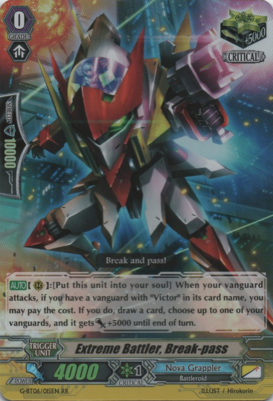 0
+5000
CRITICAL
10000
Break and pass!
AUTO [ ]:[Put this unit into your soul] When your vanguard
attacks, if you have a vanguard with "Victor" in its card name, you
may pay the cost. If you do, draw a card, choose up to one of your
vanguards, and it gets +5000 until end of turn.
TRIGGER UNIT
Extreme Battler, Break-pass
4000
1
CRITICAL
Nova Grappler
Battleroid
G-BT06/015EN RR
ILLUST / Hirokorin